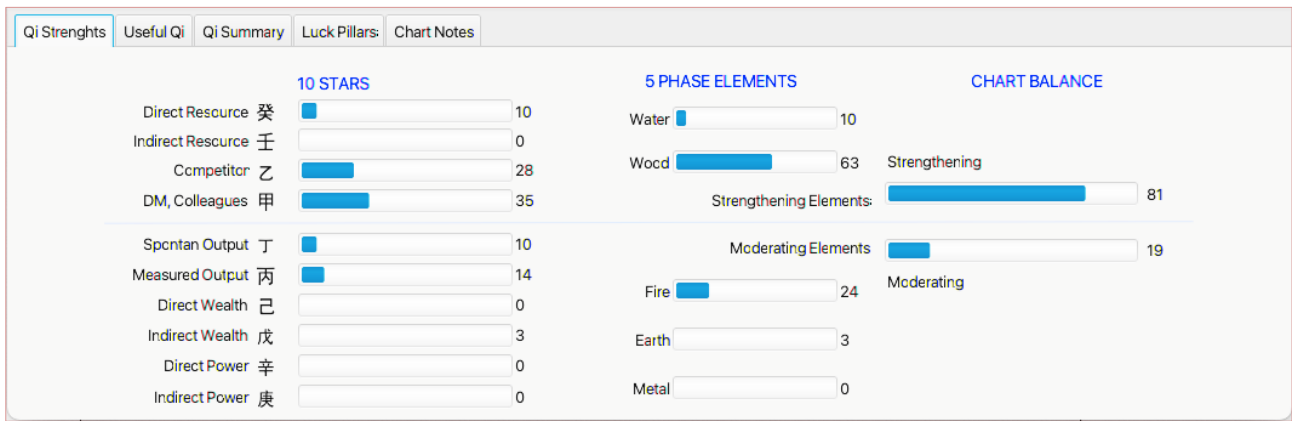 Qi Strenghts Useful Qi Qi Summary Luck Pillars: Chart Notes
10 STARS
Direct Rescurce 癸 10
Indirect Rescurce 壬 0
Ccmpetitcr 乙 28
DM, Colleagues 甲 35
Spcntan Output 丁 10
Measured Output 丙 14
Direct Wealth 己 0
Indirect Wealth 戊 3
Direct Power 辛 0
Indirect Power 庚 0
5 PHASE ELEMENTS
Water 10
Wocd 63
Strengthening Elements:
Mcderating Elements
Fire 24
Earth 3
Metal 0
CHART BALANCE
Strengthening
81
19
Mcderating